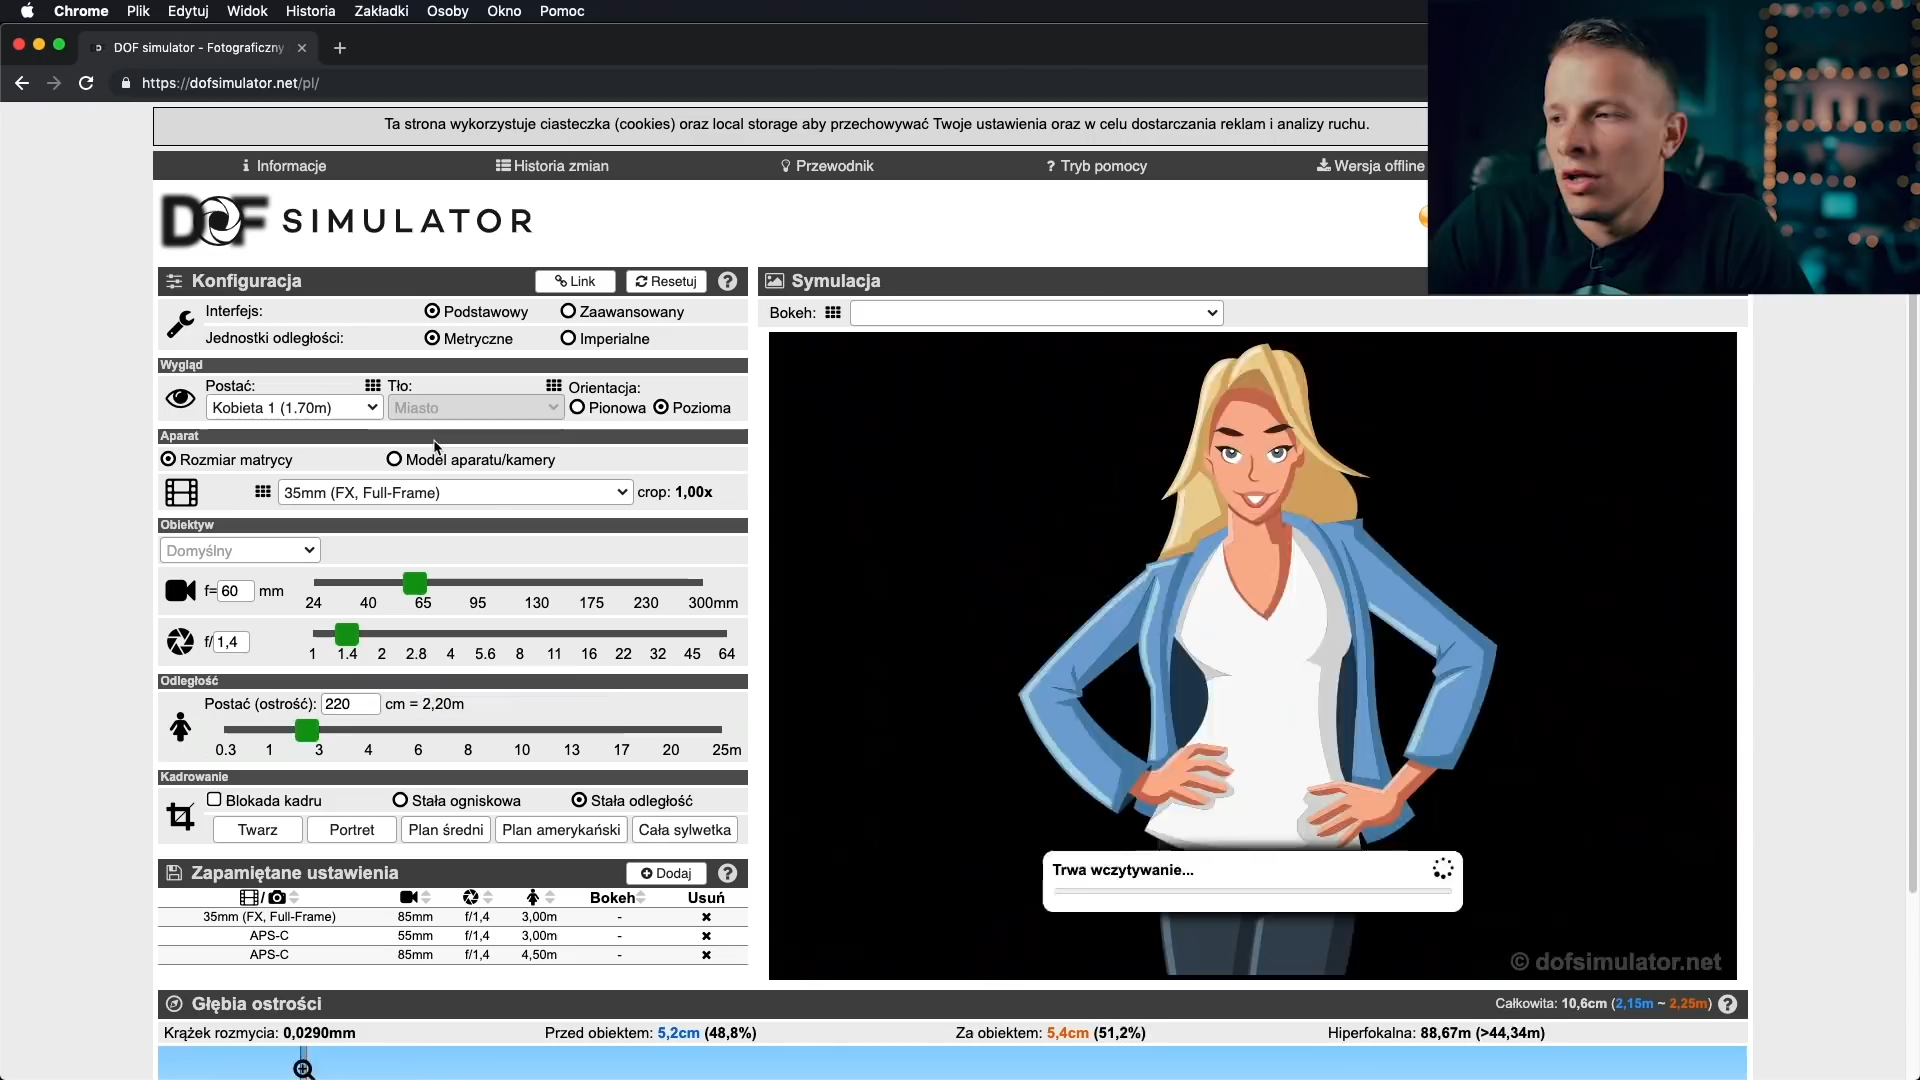 Chrome Plik Edytuj Widok Historia Zakładki Osoby Okno Pomoc
DOF simulator - Fotograficzny
https://dofsimulator.net/pl/
Ta strona wykorzystuje ciasteczka (cookies) oraz local storage aby przechowywać Twoje ustawienia oraz w celu dostarczania reklam i analizy ruchu.
Informacje Historia zmian Przewodnik ? Tryb pomocy Wersja offline
DOF SIMULATOR
Konfiguracja Link Resetuj ?
Interfejs: Podstawowy Zaawansowany
Jednostki odległości: Metryczne Imperialne
Wygląd
Postać: Tło: Orientacja:
Kobieta 1 (1.70m) Miasto Pionowa Pozioma
Aparat
Rozmiar matrycy Model aparatu/kamery
35mm (FX, Full-Frame) crop: 1,00x
Obiektyw
Domyślny
f= 60 mm
24 40 65 95 130 175 230 300mm
f/ 1,4
1 1.4 2 2.8 4 5.6 8 11 16 22 32 45 64
Odległość
Postać (ostrość): 220 cm = 2,20m
0.3 1 3 4 6 8 10 13 17 20 25m
Kadrowanie
Blokada kadru Stała ogniskowa Stała odległość
Twarz Portret Plan średni Plan amerykański Cała sylwetka
Zapamiętane ustawienia Dodaj ?
/ Bokeh Usuń
35mm (FX, Full-Frame) 85mm f/1,4 3,00m -
APS-C 55mm f/1,4 3,00m -
APS-C 85mm f/1,4 4,50m -
Symulacja
Bokeh:
Trwa wczytywanie...
© dofsimulator.net
Głębia ostrości Całkowita: 10,6cm (2,15m ~ 2,25m) ?
Krążek rozmycia: 0,0290mm Przed obiektem: 5,2cm (48,8%) Za obiektem: 5,4cm (51,2%) Hiperfokalna: 88,67m (>44,34m)